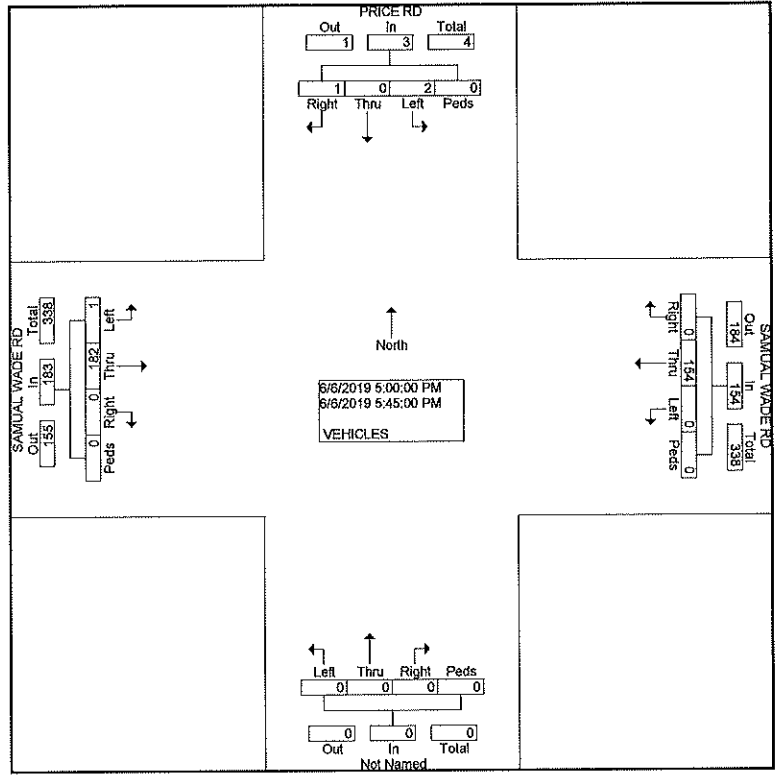 PRICE RD
Out In Total
1 3 4
1 0 2 0
Right Thru Left Peds
SAMUAL WADE RD
Total In Out
338 183 155
1 182 0 0
Left Thru Right Peds
North
6/6/2019 5:00:00 PM
6/6/2019 5:45:00 PM
VEHICLES
Right Thru Left Peds
0 154 0 0
184 154 338
Out In Total
SAMUAL WADE RD
Left Thru Right Peds
0 0 0 0
0 0 0
Out In Total
Not Named